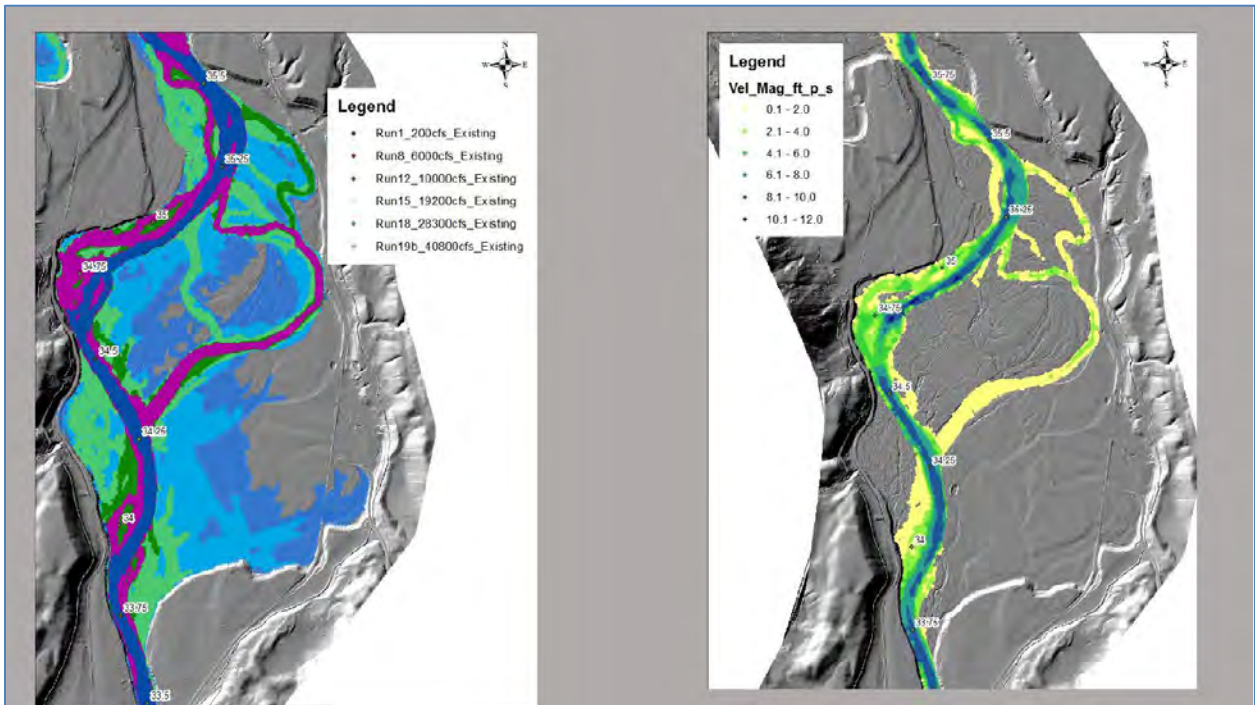 N
W E
S
35.5
Legend
Run1_200cfs_Existing
Run8_6000cfs_Existing
Run12_10000cfs_Existing
Run15_19200cfs_Existing
Run18_28300cfs_Existing
Run19b_40800cfs_Existing
35.25
35
34.75
34.5
34.25
34
33.75
33.5
N
W E
S
Legend
Vel_Mag_ft_p_s
0.1 - 2.0
2.1 - 4.0
4.1 - 6.0
6.1 - 8.0
8.1 - 10.0
10.1 - 12.0
35.75
35.5
35.25
35
34.75
34.5
34.25
34
33.75